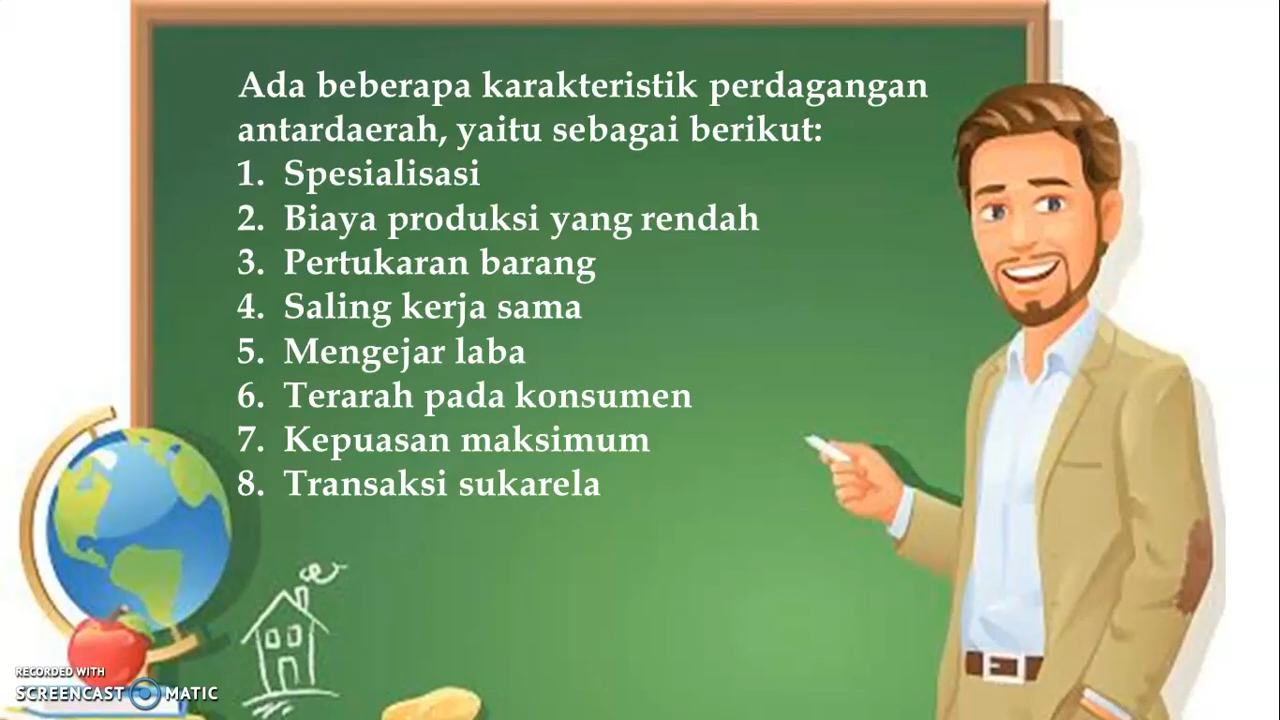 Ada beberapa karakteristik perdagangan
antardaerah, yaitu sebagai berikut:
1. Spesialisasi
2. Biaya produksi yang rendah
3. Pertukaran barang
4. Saling kerja sama
5. Mengejar laba
6. Terarah pada konsumen
7. Kepuasan maksimum
8. Transaksi sukarela
RECORDED WITH
SCREENCAST MATIC